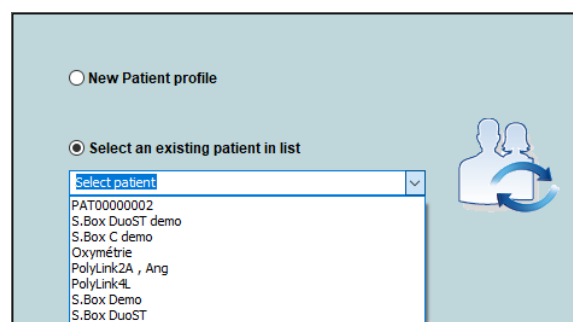 New Patient profile
Select an existing patient in list
Select patient
PAT00000002
S.Box DuoST demo
S.Box C demo
Oxymétrie
PolyLink2A , Ang
PolyLink4L
S.Box Demo
S.Box DuoST